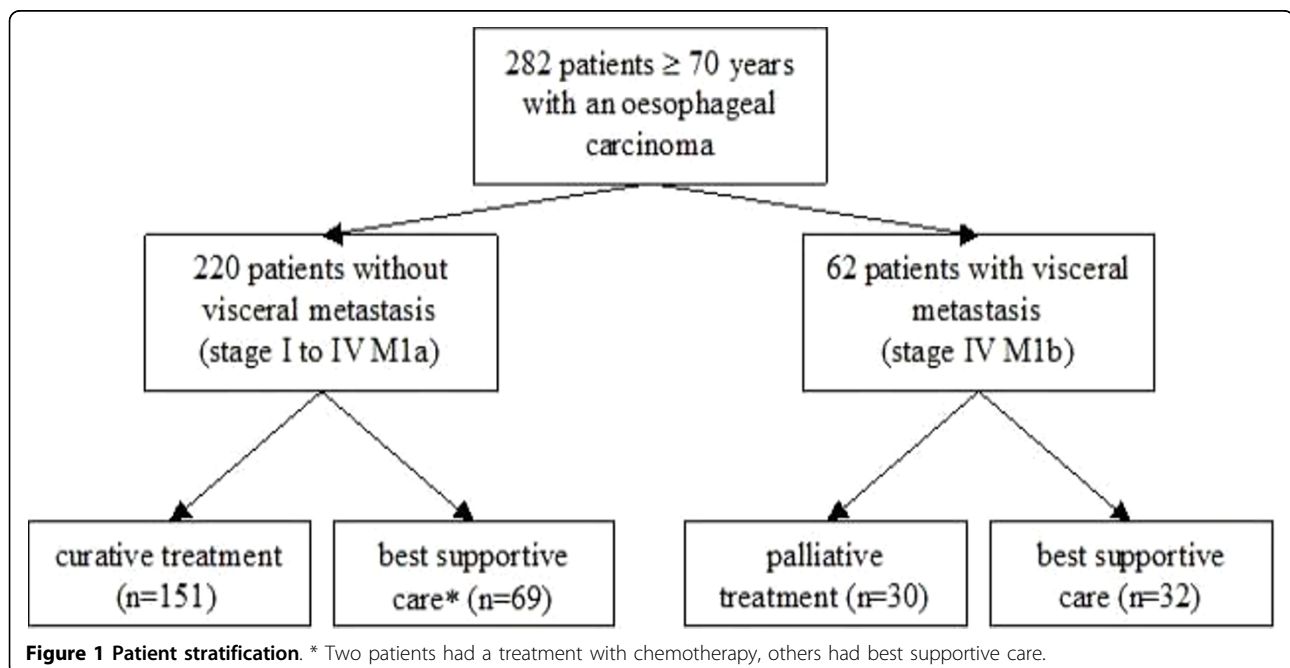 282 patients ≥ 70 years
with an oesophageal
carcinoma
220 patients without
visceral metastasis
(stage I to IV M1a)
62 patients with visceral
metastasis
(stage IV M1b)
curative treatment
(n=151)
best supportive
care* (n=69)
palliative
treatment (n=30)
best supportive
care (n=32)
Figure 1 Patient stratification. * Two patients had a treatment with chemotherapy, others had best supportive care.